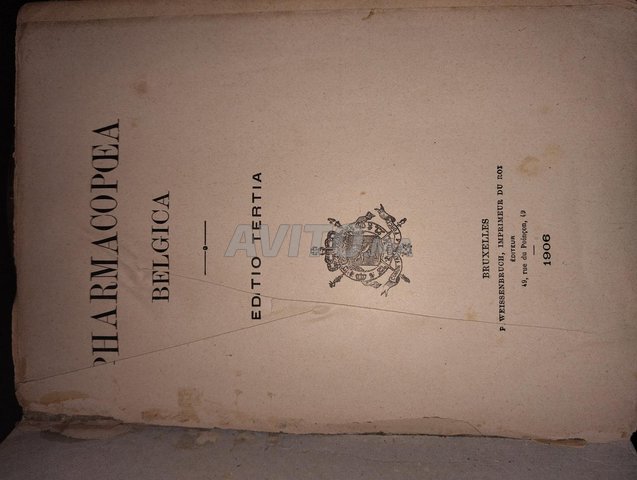 PHARMACOPŒA
BELGICA
EDITIO TERTIA
BRUXELLES
P. WEISSENBRUCH, IMPRIMEUR DU ROI
ÉDITEUR
49, rue du Poinçon, 49
1906